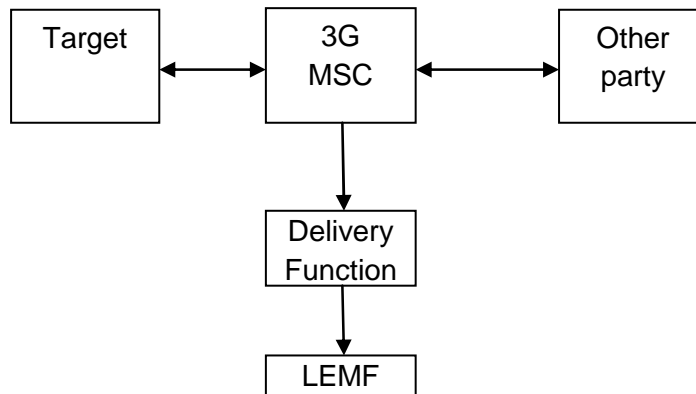 Target
3G
MSC
Other
party
Delivery
Function
LEMF